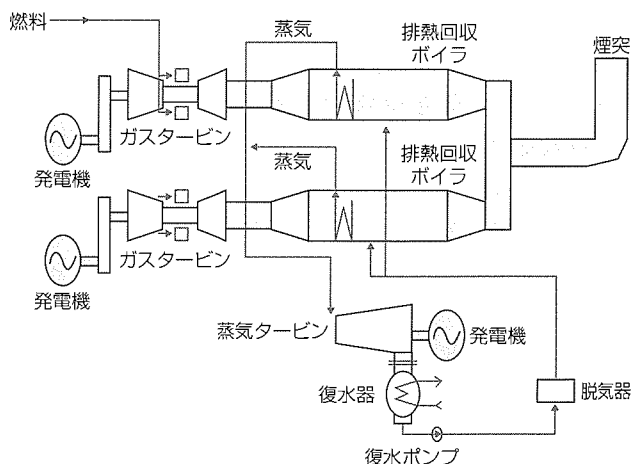 燃料
蒸気
排熱回収
ボイラ
煙突
ガスタービン
発電機
蒸気
排熱回収
ボイラ
ガスタービン
発電機
蒸気タービン
発電機
復水器
脱気器
復水ポンプ